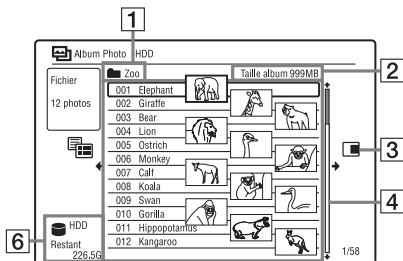 1
Album Photo HDD
2
Fichier
12 photos
Zoo
Taille album 999MB
001 Elephant
002 Giraffe
003 Bear
004 Lion
005 Ostrich
006 Monkey
007 Calf
008 Koala
009 Swan
010 Gorilla
011 Hippopotamus
012 Kangaroo
3
4
6
HDD
Restant
226.5G
1/58